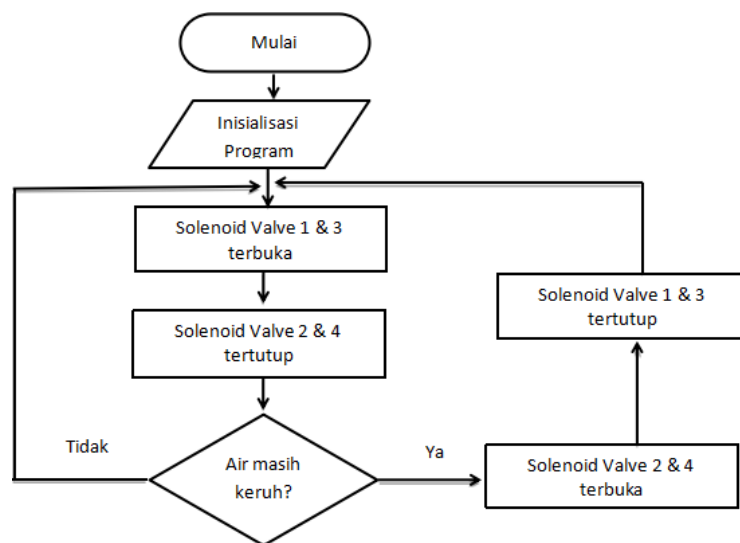 Mulai
Inisialisasi
Program
Solenoid Valve 1 & 3
terbuka
Solenoid Valve 2 & 4
tertutup
Air masih
keruh?
Tidak
Ya
Solenoid Valve 2 & 4
terbuka
Solenoid Valve 1 & 3
tertutup